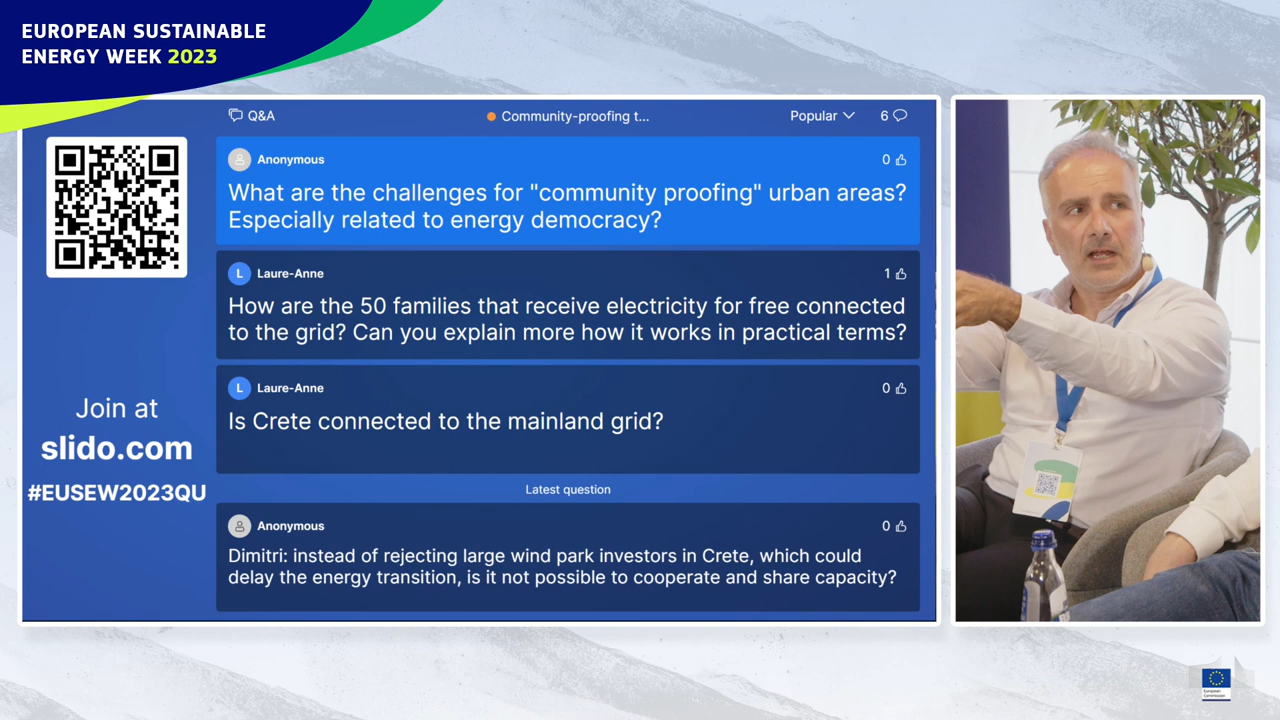 EUROPEAN SUSTAINABLE
ENERGY WEEK 2023
Q&A
Community-proofing t...
Popular
6
Anonymous
0
What are the challenges for "community proofing" urban areas?
Especially related to energy democracy?
L
Laure-Anne
1
How are the 50 families that receive electricity for free connected
to the grid? Can you explain more how it works in practical terms?
L
Laure-Anne
0
Is Crete connected to the mainland grid?
Join at
slido.com
#EUSEW2023QU
Latest question
Anonymous
0
Dimitri: instead of rejecting large wind park investors in Crete, which could
delay the energy transition, is it not possible to cooperate and share capacity?
European
Commission